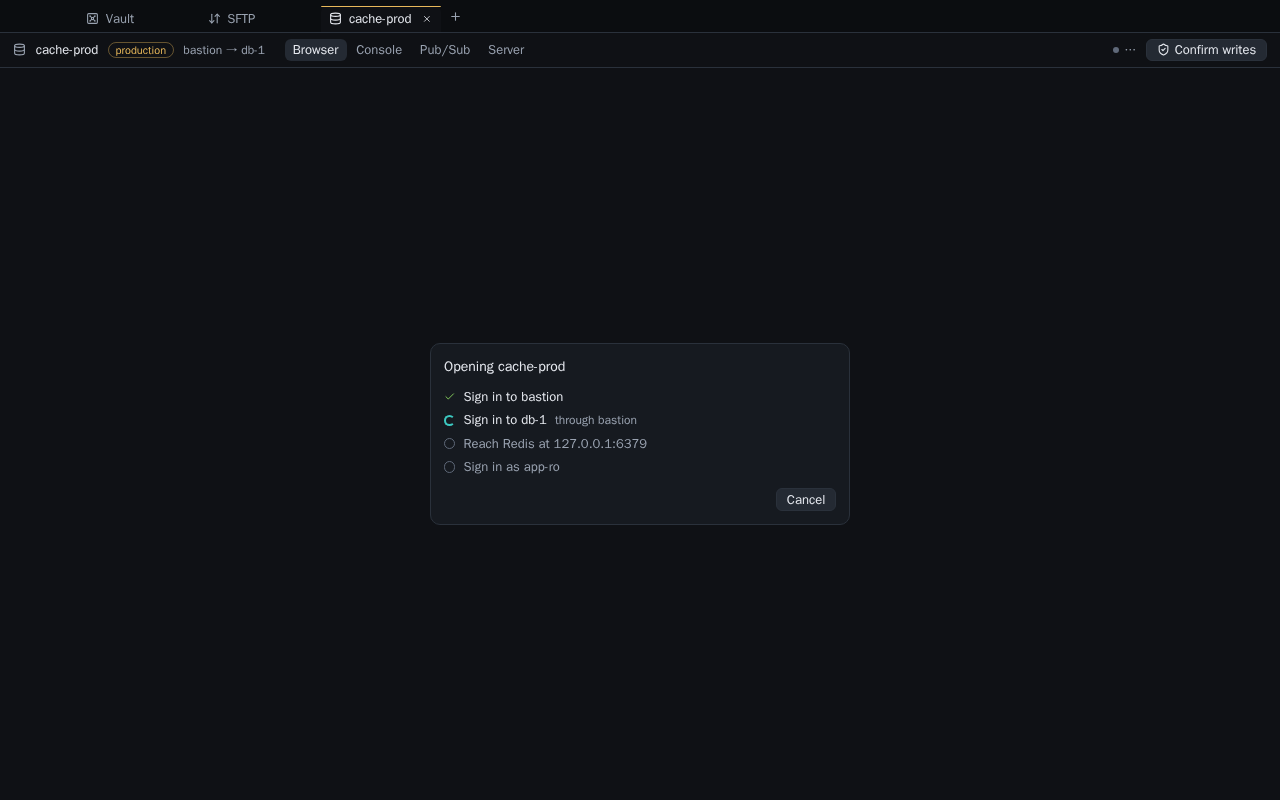 Vault
SFTP
cache-prod
cache-prod production bastion → db-1 Browser Console Pub/Sub Server ··· Confirm writes
Opening cache-prod
Sign in to bastion
Sign in to db-1 through bastion
Reach Redis at 127.0.0.1:6379
Sign in as app-ro
Cancel